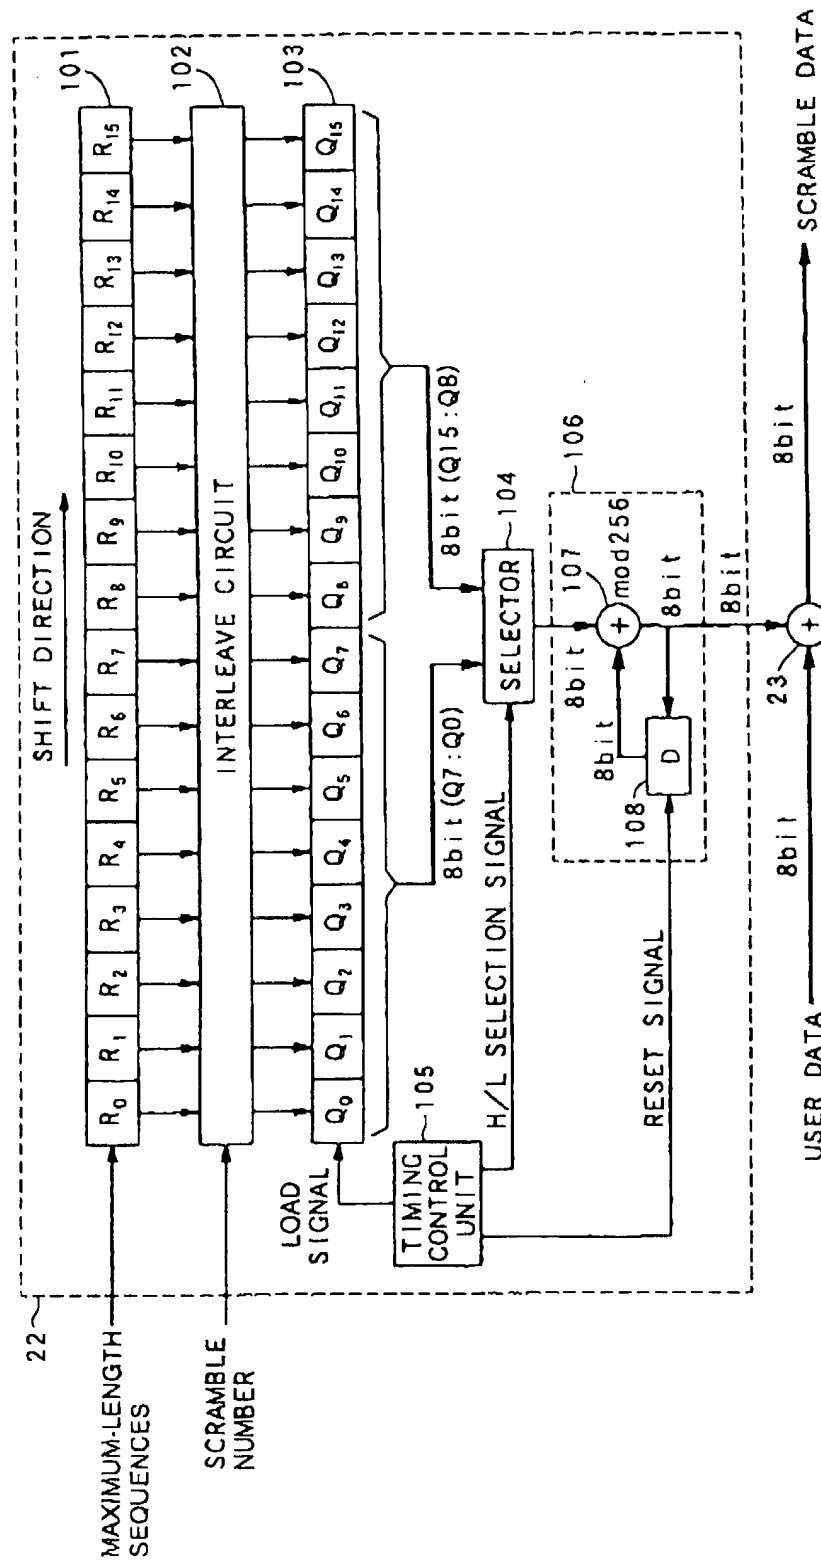 22
MAXIMUM-LENGTH
SEQUENCES
SHIFT DIRECTION
101
R0 R1 R2 R3 R4 R5 R6 R7 R8 R9 R10 R11 R12 R13 R14 R15
SCRAMBLE
NUMBER
INTERLEAVE CIRCUIT
102
LOAD
SIGNAL
103
Q0 Q1 Q2 Q3 Q4 Q5 Q6 Q7 Q8 Q9 Q10 Q11 Q12 Q13 Q14 Q15
105
TIMING
CONTROL
UNIT
8bit(Q7:Q0)
8bit(Q15:Q8)
H/L SELECTION SIGNAL
SELECTOR
104
106
8bit
107
mod256
8bit
8bit
108
D
RESET SIGNAL
8bit
USER DATA
8bit
23
8bit
SCRAMBLE DATA